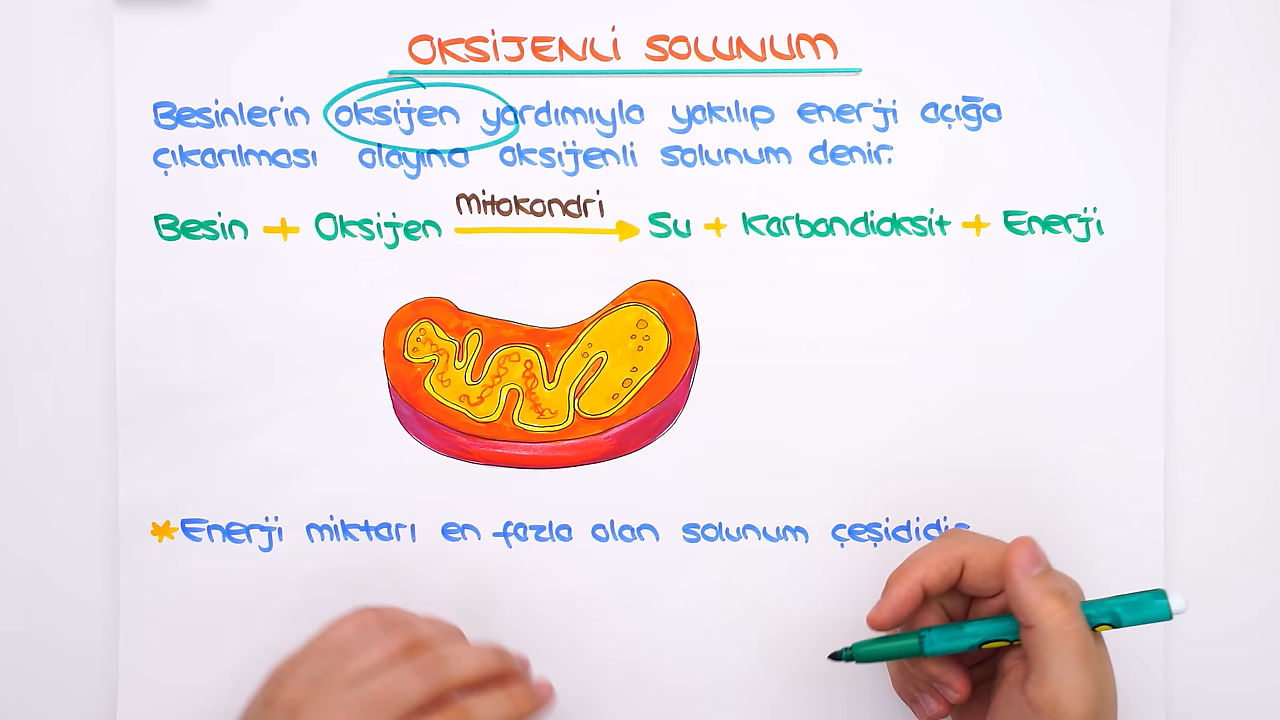 OKSİJENLİ SOLUNUM
Besinlerin oksijen yardımıyla yakılıp enerji açığa
çıkarılması olayına oksijenli solunum denir.
mitokondri
Besin + Oksijen → Su + Karbondioksit + Enerji
*Enerji miktarı en fazla olan solunum çeşididir